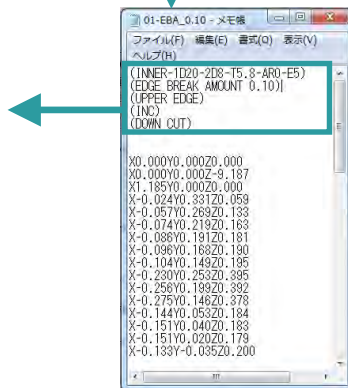 01-EBA_0.10 - メモ帳
ファイル(F) 編集(E) 書式(O) 表示(V)
ヘルプ(H)
(INNER-1D20-2D8-T5.8-AR0-E5)
(EDGE BREAK AMOUNT 0.10)
(UPPER EDGE)
(INC)
(DOWN CUT)
X0.000Y0.000Z0.000
X0.000Y0.000Z-9.187
X1.185Y0.000Z0.000
X-0.024Y0.331Z0.059
X-0.057Y0.269Z0.133
X-0.074Y0.219Z0.163
X-0.086Y0.191Z0.181
X-0.096Y0.168Z0.190
X-0.104Y0.149Z0.195
X-0.230Y0.253Z0.395
X-0.256Y0.199Z0.392
X-0.275Y0.146Z0.378
X-0.144Y0.053Z0.184
X-0.151Y0.040Z0.183
X-0.151Y0.020Z0.179
X-0.133Y-0.035Z0.200